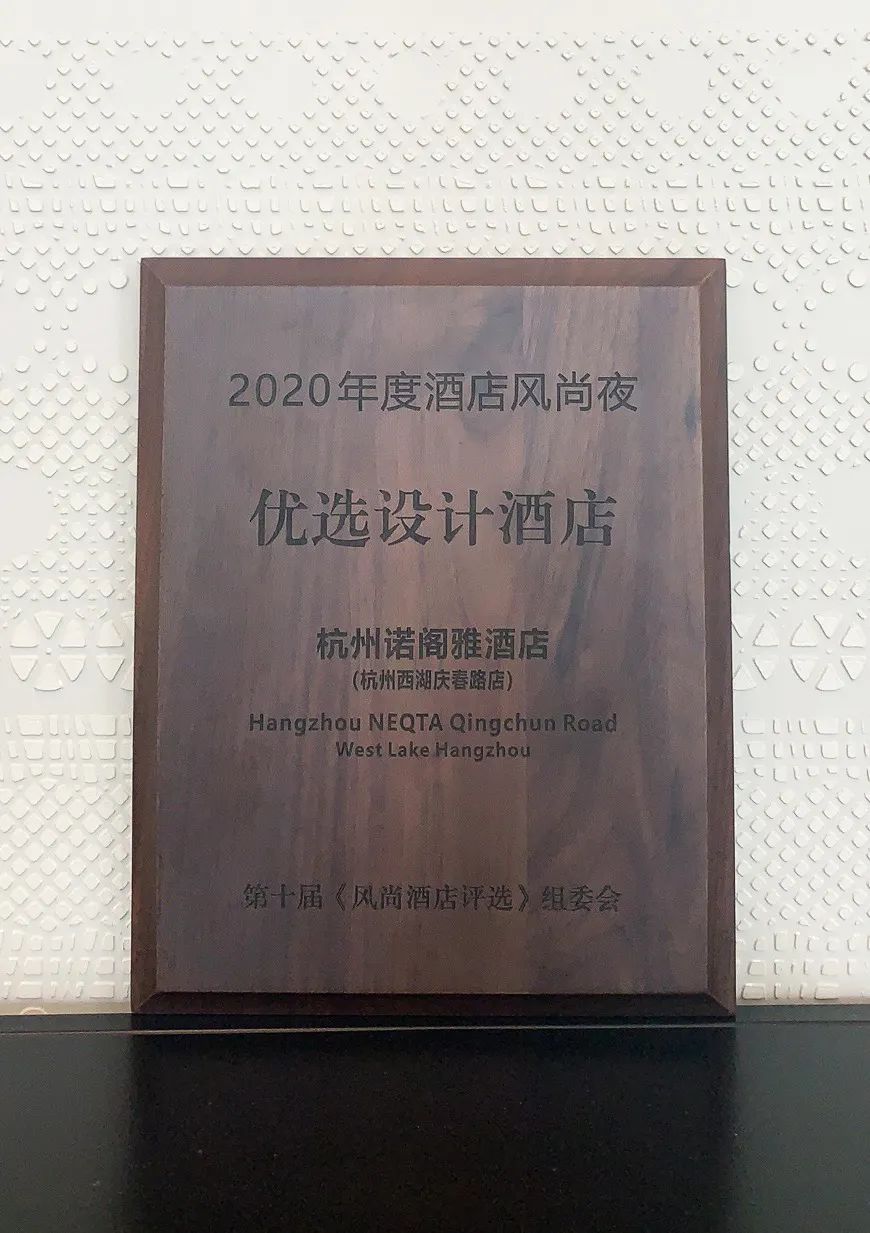 2020年度酒店风尚夜
优选设计酒店
杭州诺阁雅酒店
(杭州西湖庆春路店)
Hangzhou NEQTA Qingchun Road
West Lake Hangzhou
第十届《风尚酒店评选》组委会